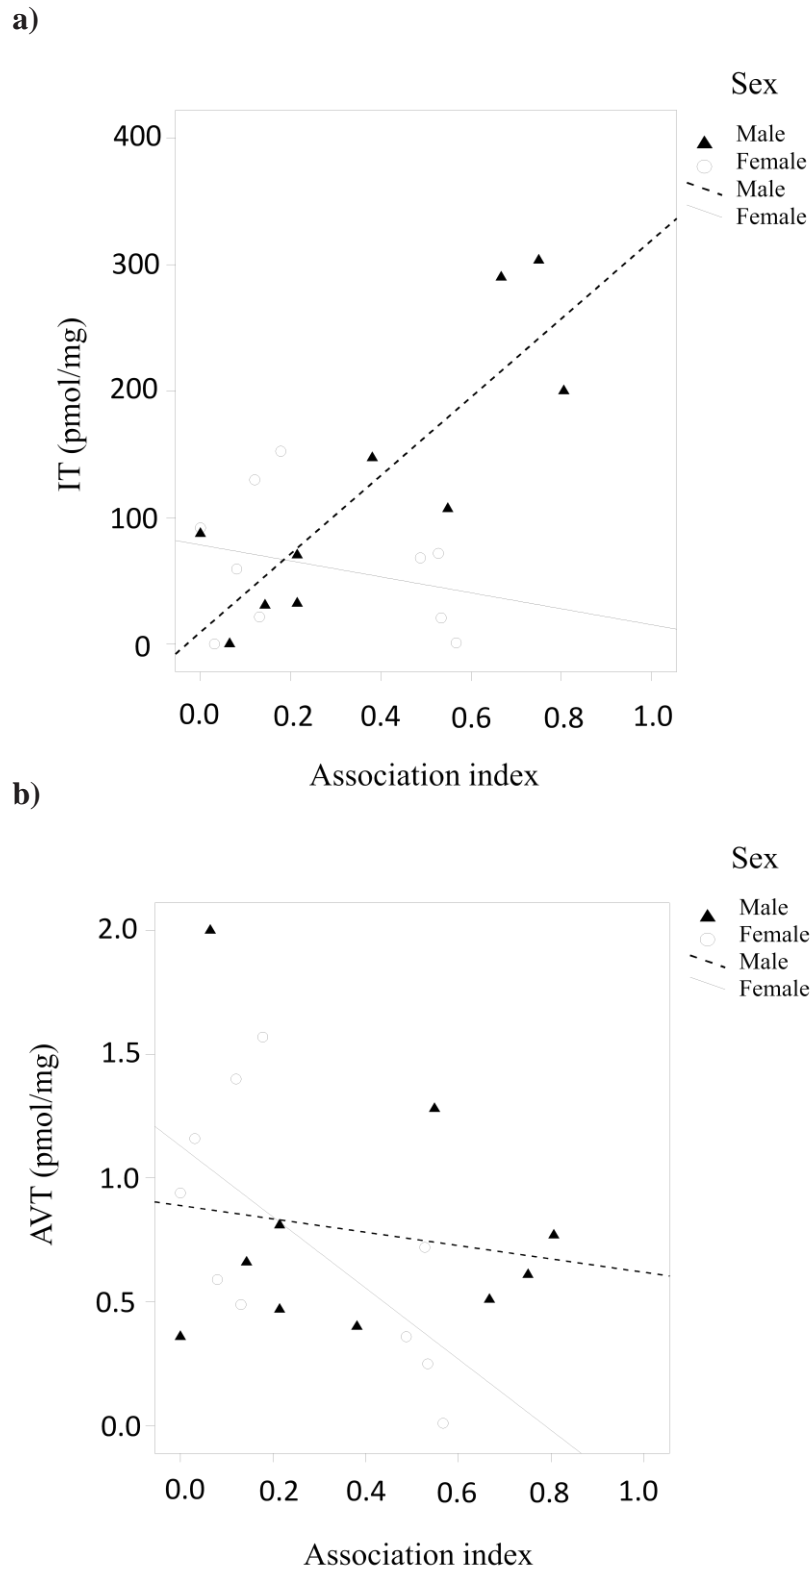 a)
Sex
Male
Female
Male
Female
400
300
200
100
0
IT (pmol/mg)
0.0 0.2 0.4 0.6 0.8 1.0
Association index
b)
Sex
Male
Female
Male
Female
2.0
1.5
1.0
0.5
0.0
AVT (pmol/mg)
0.0 0.2 0.4 0.6 0.8 1.0
Association index